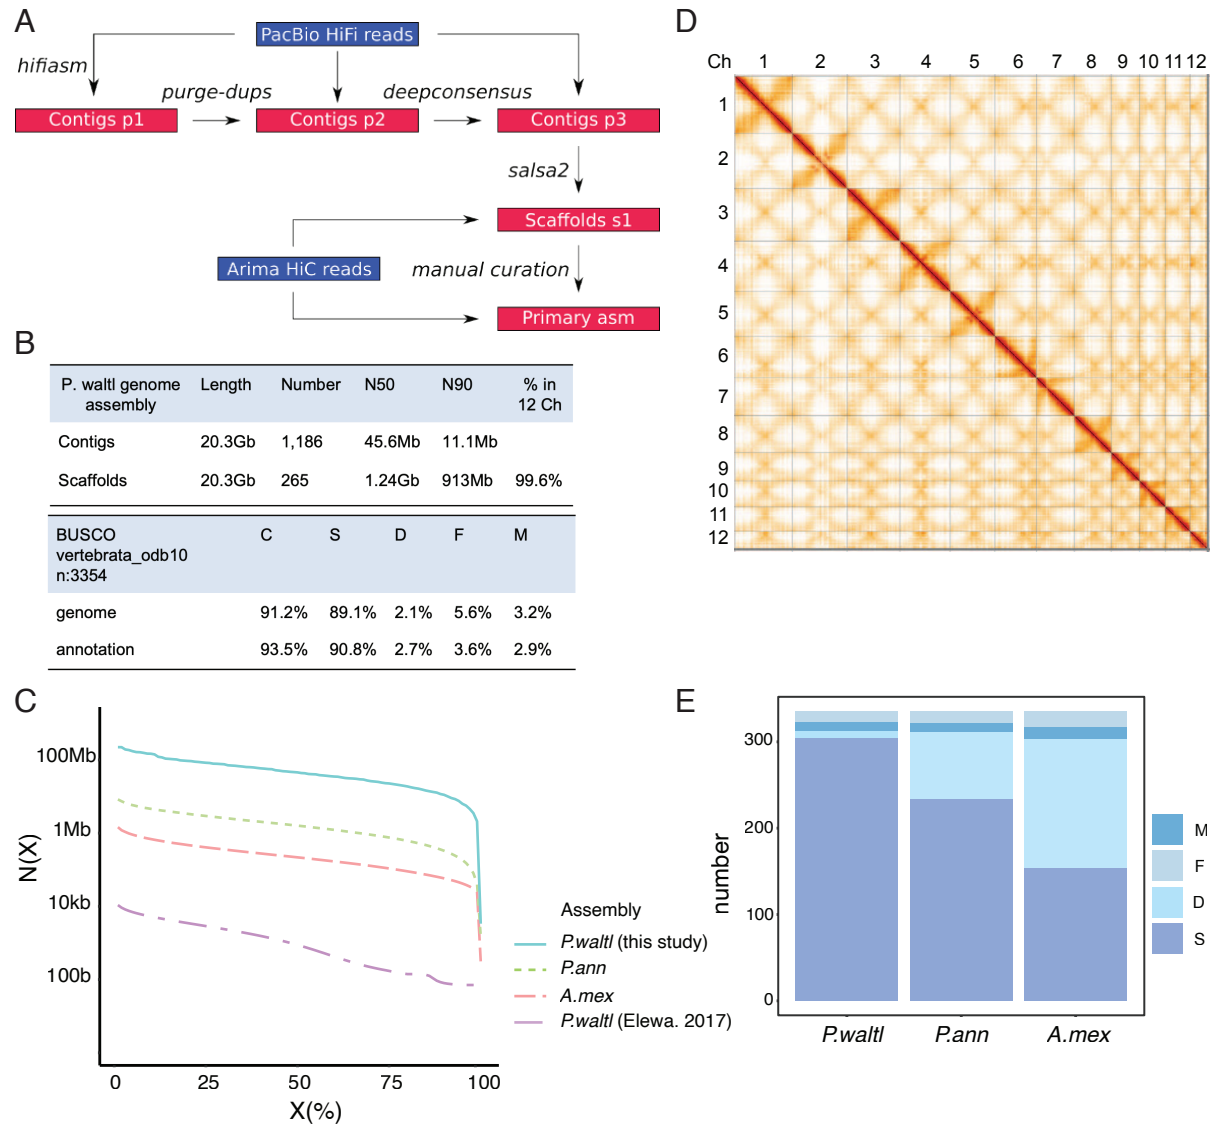 A
PacBio HiFi reads
hifiasm
purge-dups
deepconsensus
Contigs p1
Contigs p2
Contigs p3
salsa2
Scaffolds s1
Arima HiC reads
manual curation
Primary asm
B
P. waltl genome assembly Length Number N50 N90 % in 12 Ch
Contigs 20.3Gb 1,186 45.6Mb 11.1Mb
Scaffolds 20.3Gb 265 1.24Gb 913Mb 99.6%
BUSCO vertebrata_odb10 n:3354 C S D F M
genome 91.2% 89.1% 2.1% 5.6% 3.2%
annotation 93.5% 90.8% 2.7% 3.6% 2.9%
C
N(X)
100Mb
1Mb
10kb
100b
0 25 50 75 100
X(%)
Assembly
P.waltl (this study)
P.ann
A.mex
P.waltl (Elewa. 2017)
D
Ch 1 2 3 4 5 6 7 8 9 10 11 12
1
2
3
4
5
6
7
8
9
10
11
12
E
number
300
200
100
0
P.waltl P.ann A.mex
M
F
D
S